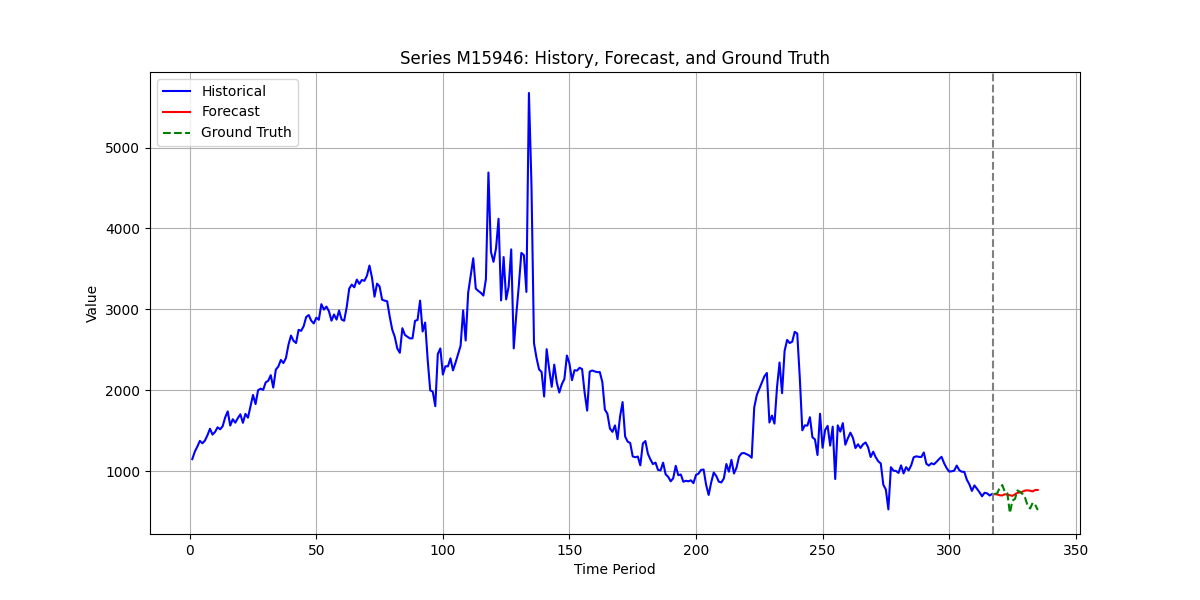 Series M15946: History, Forecast, and Ground Truth
Historical
Forecast
Ground Truth
5000
4000
3000
2000
1000
Value
0 50 100 150 200 250 300 350
Time Period